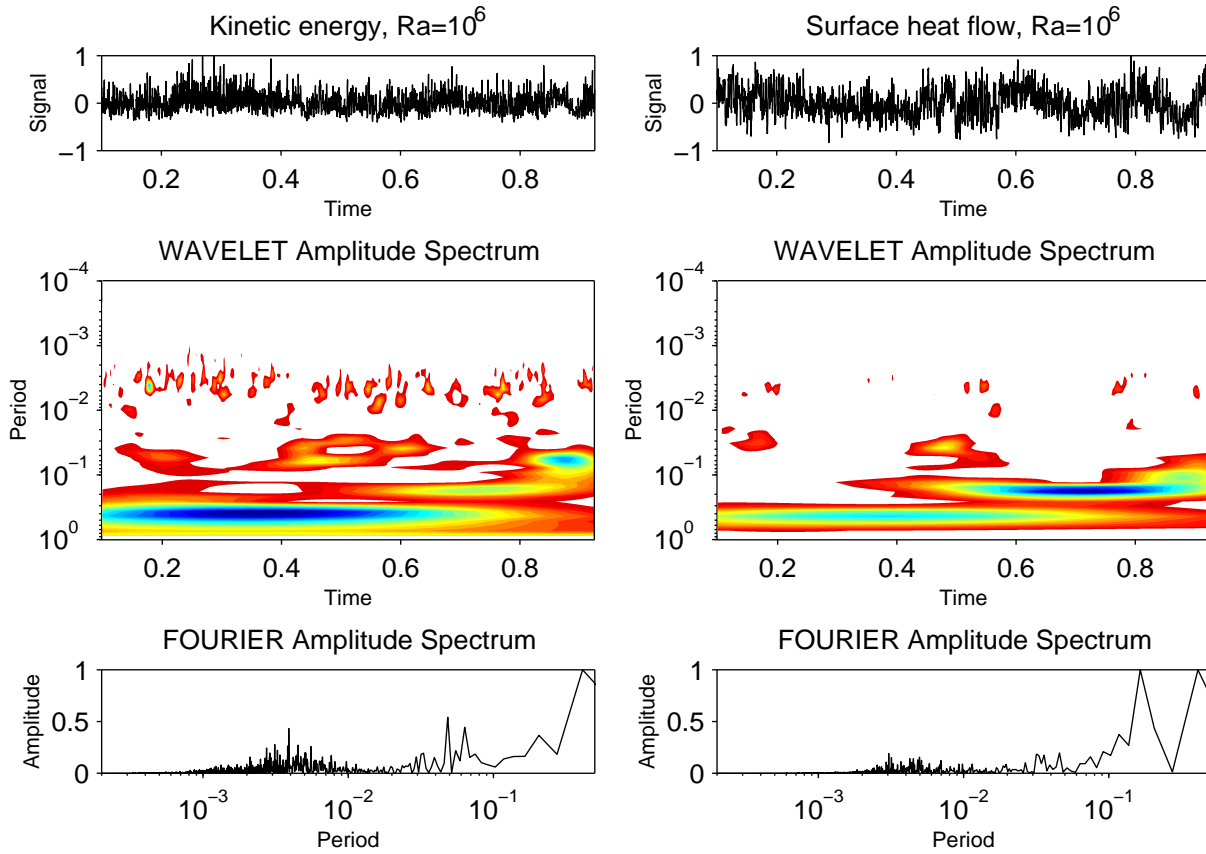 Kinetic energy, Ra=10^6
Signal
1
0
−1
0.2 0.4 0.6 0.8
Time
WAVELET Amplitude Spectrum
Period
10^−4
10^−3
10^−2
10^−1
10^0
0.2 0.4 0.6 0.8
Time
FOURIER Amplitude Spectrum
Amplitude
1
0.5
0
10^−3 10^−2 10^−1
Period
Surface heat flow, Ra=10^6
Signal
1
0
−1
0.2 0.4 0.6 0.8
Time
WAVELET Amplitude Spectrum
Period
10^−4
10^−3
10^−2
10^−1
10^0
0.2 0.4 0.6 0.8
Time
FOURIER Amplitude Spectrum
Amplitude
1
0.5
0
10^−3 10^−2 10^−1
Period